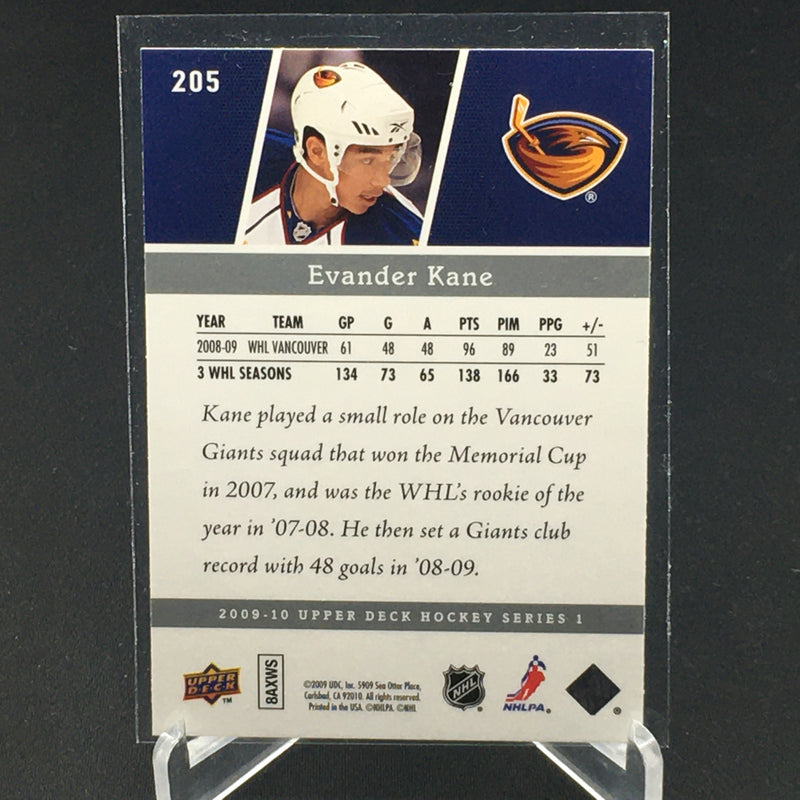 205
®
Evander Kane
YEAR TEAM GP G A PTS PIM PPG +/-
2008-09 WHL VANCOUVER 61 48 48 96 89 23 51
3 WHL SEASONS 134 73 65 138 166 33 73
Kane played a small role on the Vancouver
Giants squad that won the Memorial Cup
in 2007, and was the WHL's rookie of the
year in '07-08. He then set a Giants club
record with 48 goals in '08-09.
2009-10 UPPER DECK HOCKEY SERIES 1
UPPER
DECK
™
8AXWS
©2009 UDC, Inc. 5909 Sea Otter Place,
Carlsbad, CA 92010. All rights reserved.
Printed in the USA. ©NHLPA. ©NHL
NHL
®
NHLPA®
®